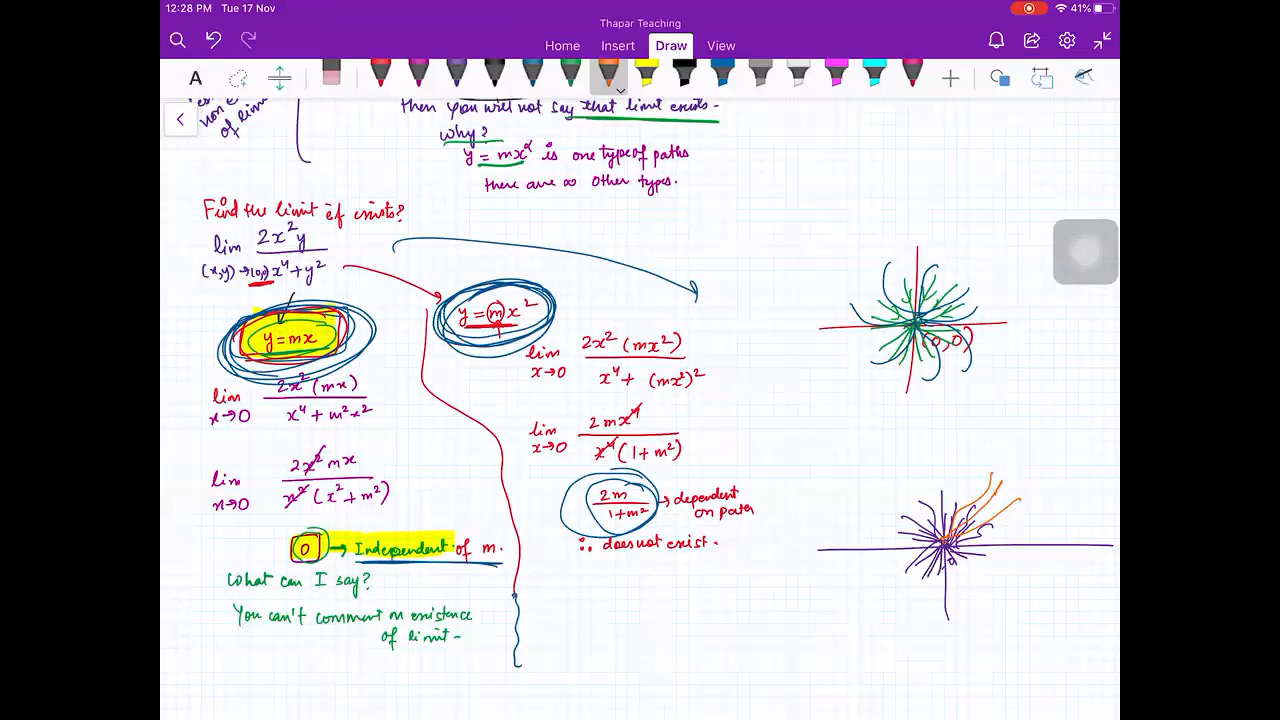 12:28 PM Tue 17 Nov
41%
Thapar Teaching
Home Insert Draw View
A
non e
of limit
then you will not say that limit exists.
why?
y = mx^α is one type of paths
there are ∞ other types.
Find the limit if exists?
lim 2x²y
(x,y)→(0,0) x⁴+y²
y = mx
lim 2x² (mx)
x→0 x⁴ + m²x²
lim 2x² mx
x→0 x² (x² + m²)
0 → Independent of m.
What can I say?
You can't comment on existence
of limit-
y = m x²
lim 2x² (mx²)
x→0 x⁴ + (mx²)²
lim 2mx⁴
x→0 x⁴ (1 + m²)
2m → dependent
1+m² on path
∴ does not exist.
(0,0)